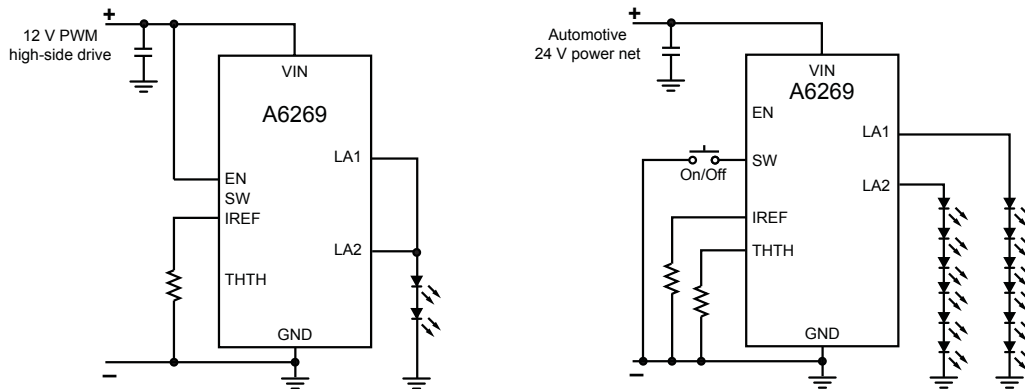 +
12 V PWM
high-side drive
VIN
A6269
LA1
EN
SW
IREF
LA2
THTH
GND
−
+
Automotive
24 V power net
VIN
A6269
EN
LA1
SW
On/Off
LA2
IREF
THTH
GND
−